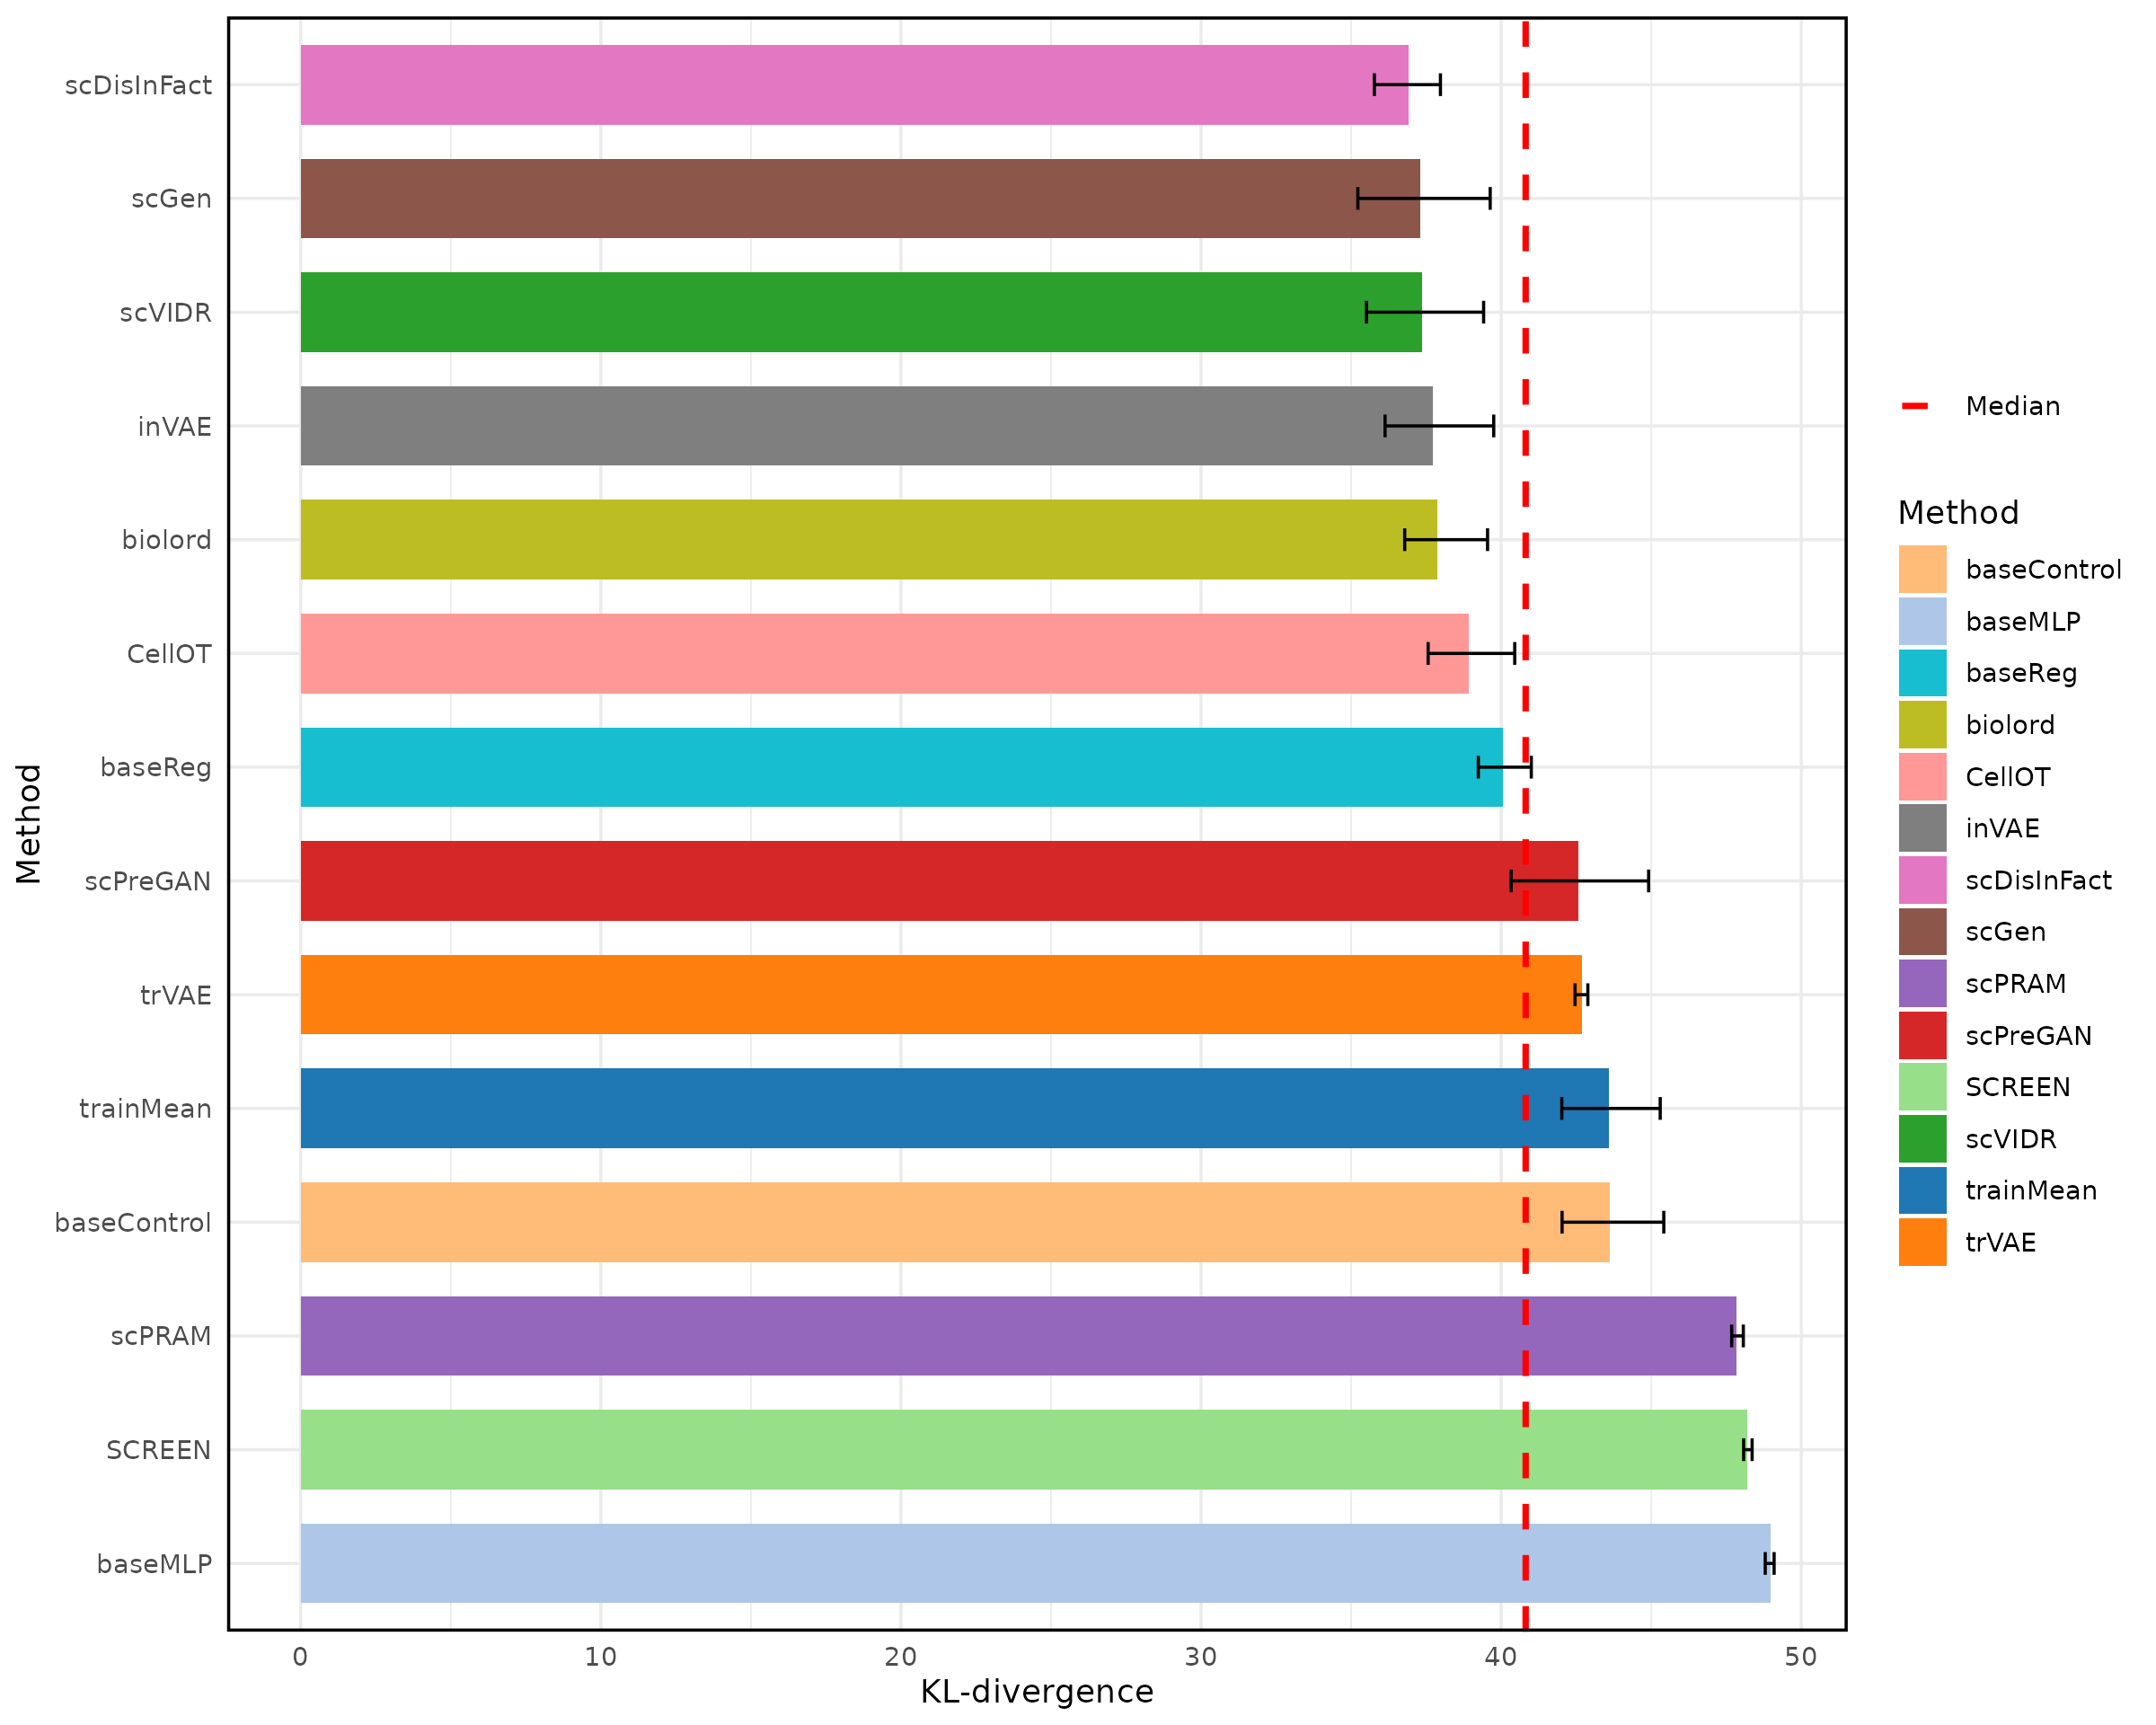 Method
scDisInFact
scGen
scVIDR
inVAE
biolord
CellOT
baseReg
scPreGAN
trVAE
trainMean
baseControl
scPRAM
SCREEN
baseMLP
0 10 20 30 40 50
KL-divergence
Median
Method
baseControl
baseMLP
baseReg
biolord
CellOT
inVAE
scDisInFact
scGen
scPRAM
scPreGAN
SCREEN
scVIDR
trainMean
trVAE